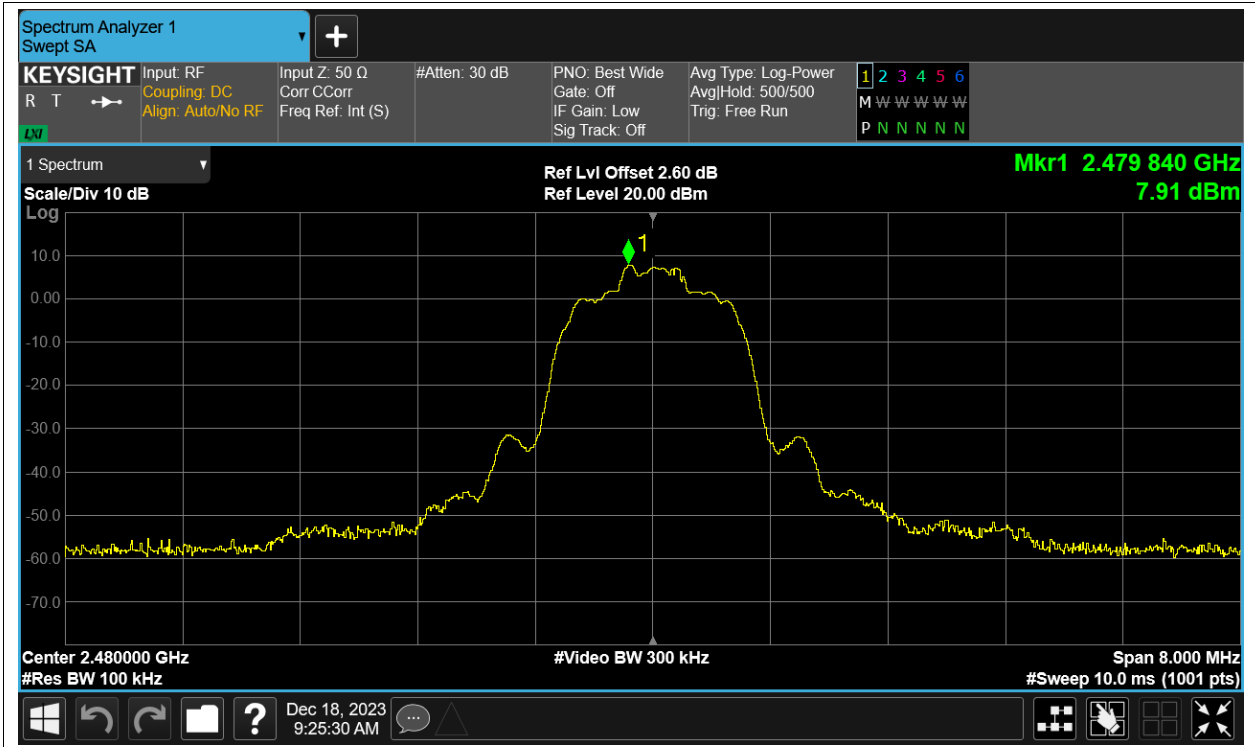 Spectrum Analyzer 1
Swept SA
KEYSIGHT
R T
LXI
Input: RF
Coupling: DC
Align: Auto/No RF
Input Z: 50 Ω
Corr CCorr
Freq Ref: Int (S)
#Atten: 30 dB
PNO: Best Wide
Gate: Off
IF Gain: Low
Sig Track: Off
Avg Type: Log-Power
Avg|Hold: 500/500
Trig: Free Run
1 2 3 4 5 6
M W W W W W
P N N N N N
1 Spectrum
Scale/Div 10 dB
Log
Ref Lvl Offset 2.60 dB
Ref Level 20.00 dBm
Mkr1 2.479 840 GHz
7.91 dBm
1
10.0
0.00
-10.0
-20.0
-30.0
-40.0
-50.0
-60.0
-70.0
Center 2.480000 GHz
#Video BW 300 kHz
Span 8.000 MHz
#Res BW 100 kHz
#Sweep 10.0 ms (1001 pts)
?
Dec 18, 2023
9:25:30 AM